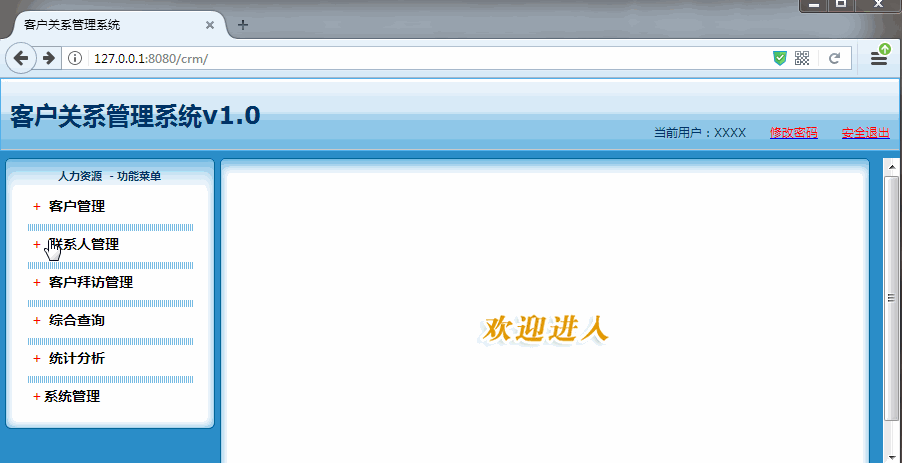 客户关系管理系统
127.0.0.1:8080/crm/
客户关系管理系统v1.0
当前用户：XXXX 修改密码 安全退出
人力资源 - 功能菜单
+ 客户管理
+ 联系人管理
+ 客户拜访管理
+ 综合查询
+ 统计分析
+ 系统管理
欢迎进人